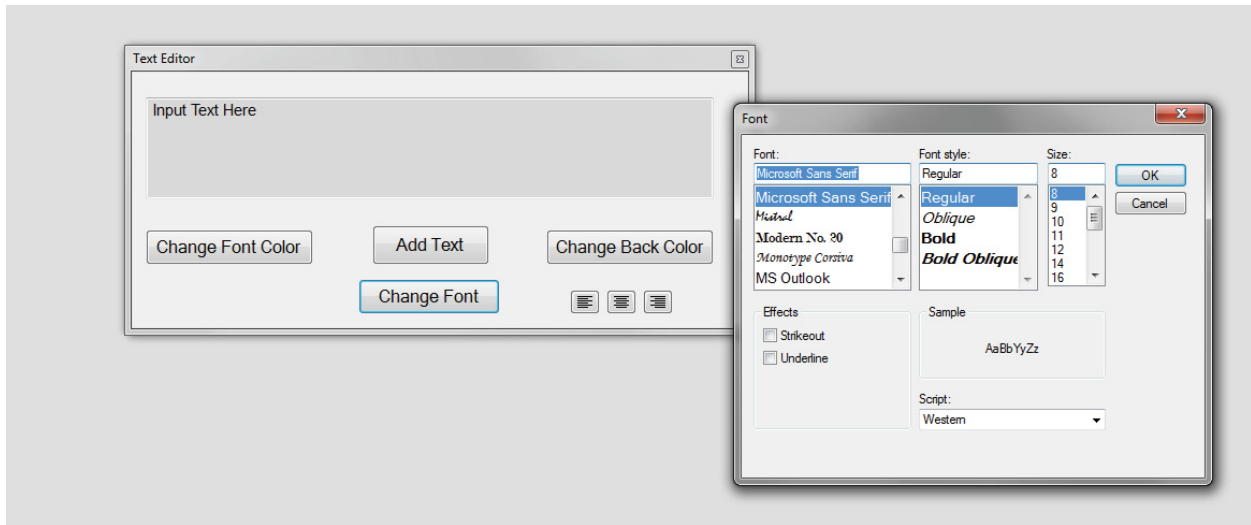 Text Editor
Input Text Here
Change Font Color
Add Text
Change Back Color
Change Font
Font
Font:
Font style:
Size:
Microsoft Sans Serif
Regular
8
OK
Microsoft Sans Serif
Mistral
Modern No. 20
Monotype Corsiva
MS Outlook
Regular
Oblique
Bold
Bold Oblique
8
9
10
11
12
14
16
Cancel
Effects
Strikeout
Underline
Sample
AaBbYyZz
Script:
Western